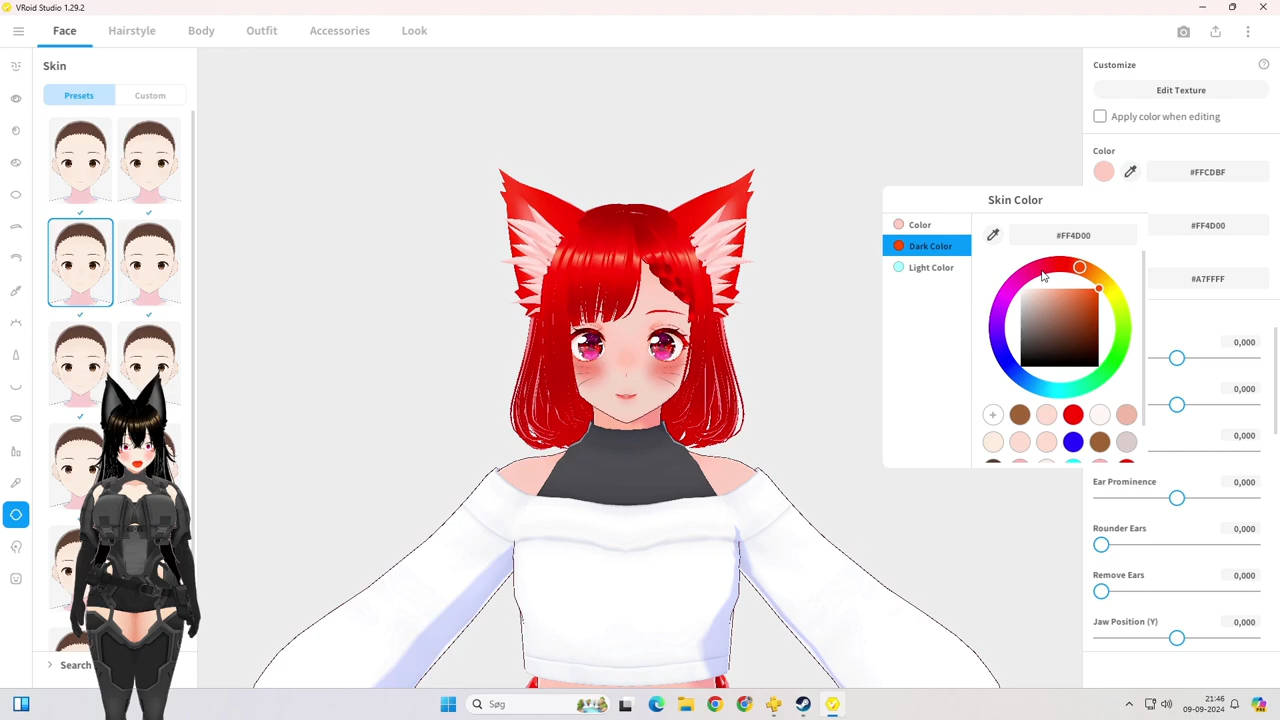 VRoid Studio 1.29.2
Face Hairstyle Body Outfit Accessories Look
Skin
Presets Custom
Search
Customize
Edit Texture
Apply color when editing
Color
#FFCDBF
#FF4D00
#A7FFFF
Skin Color
Color
Dark Color
Light Color
#FF4D00
0,000
0,000
0,000
Ear Prominence 0,000
Rounder Ears 0,000
Remove Ears 0,000
Jaw Position (Y) 0,000
Søg
21:46
09-09-2024